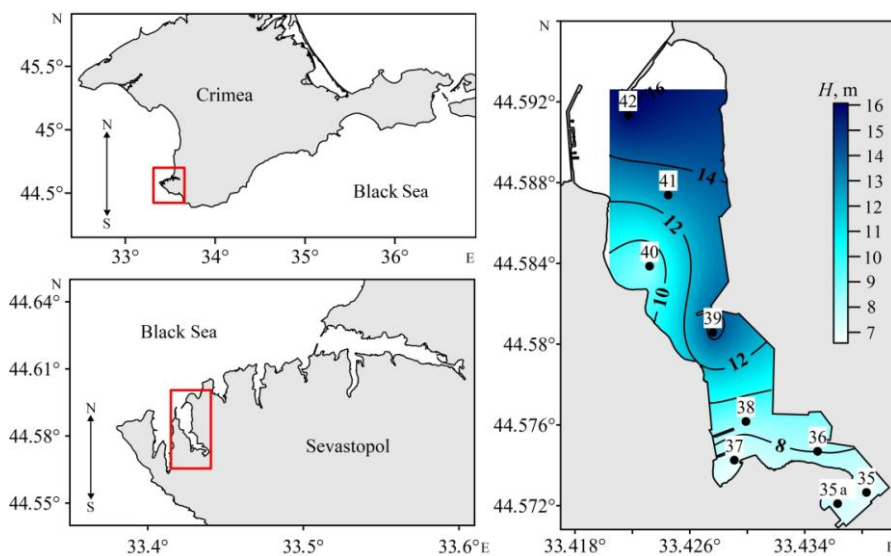 N
45.5°
45°
44.5°
Crimea
N
S
Black Sea
33°
34°
35°
36°
E
N
44.64°
44.61°
44.58°
44.55°
Black Sea
N
S
Sevastopol
33.4°
33.5°
33.6°
E
N
44.592°
44.588°
44.584°
44.58°
44.576°
44.572°
16
42
14
41
12
40
10
39
12
38
37
8
36
35
35 a
H, m
16
15
14
13
12
11
10
9
8
7
33.418°
33.426°
33.434°
E